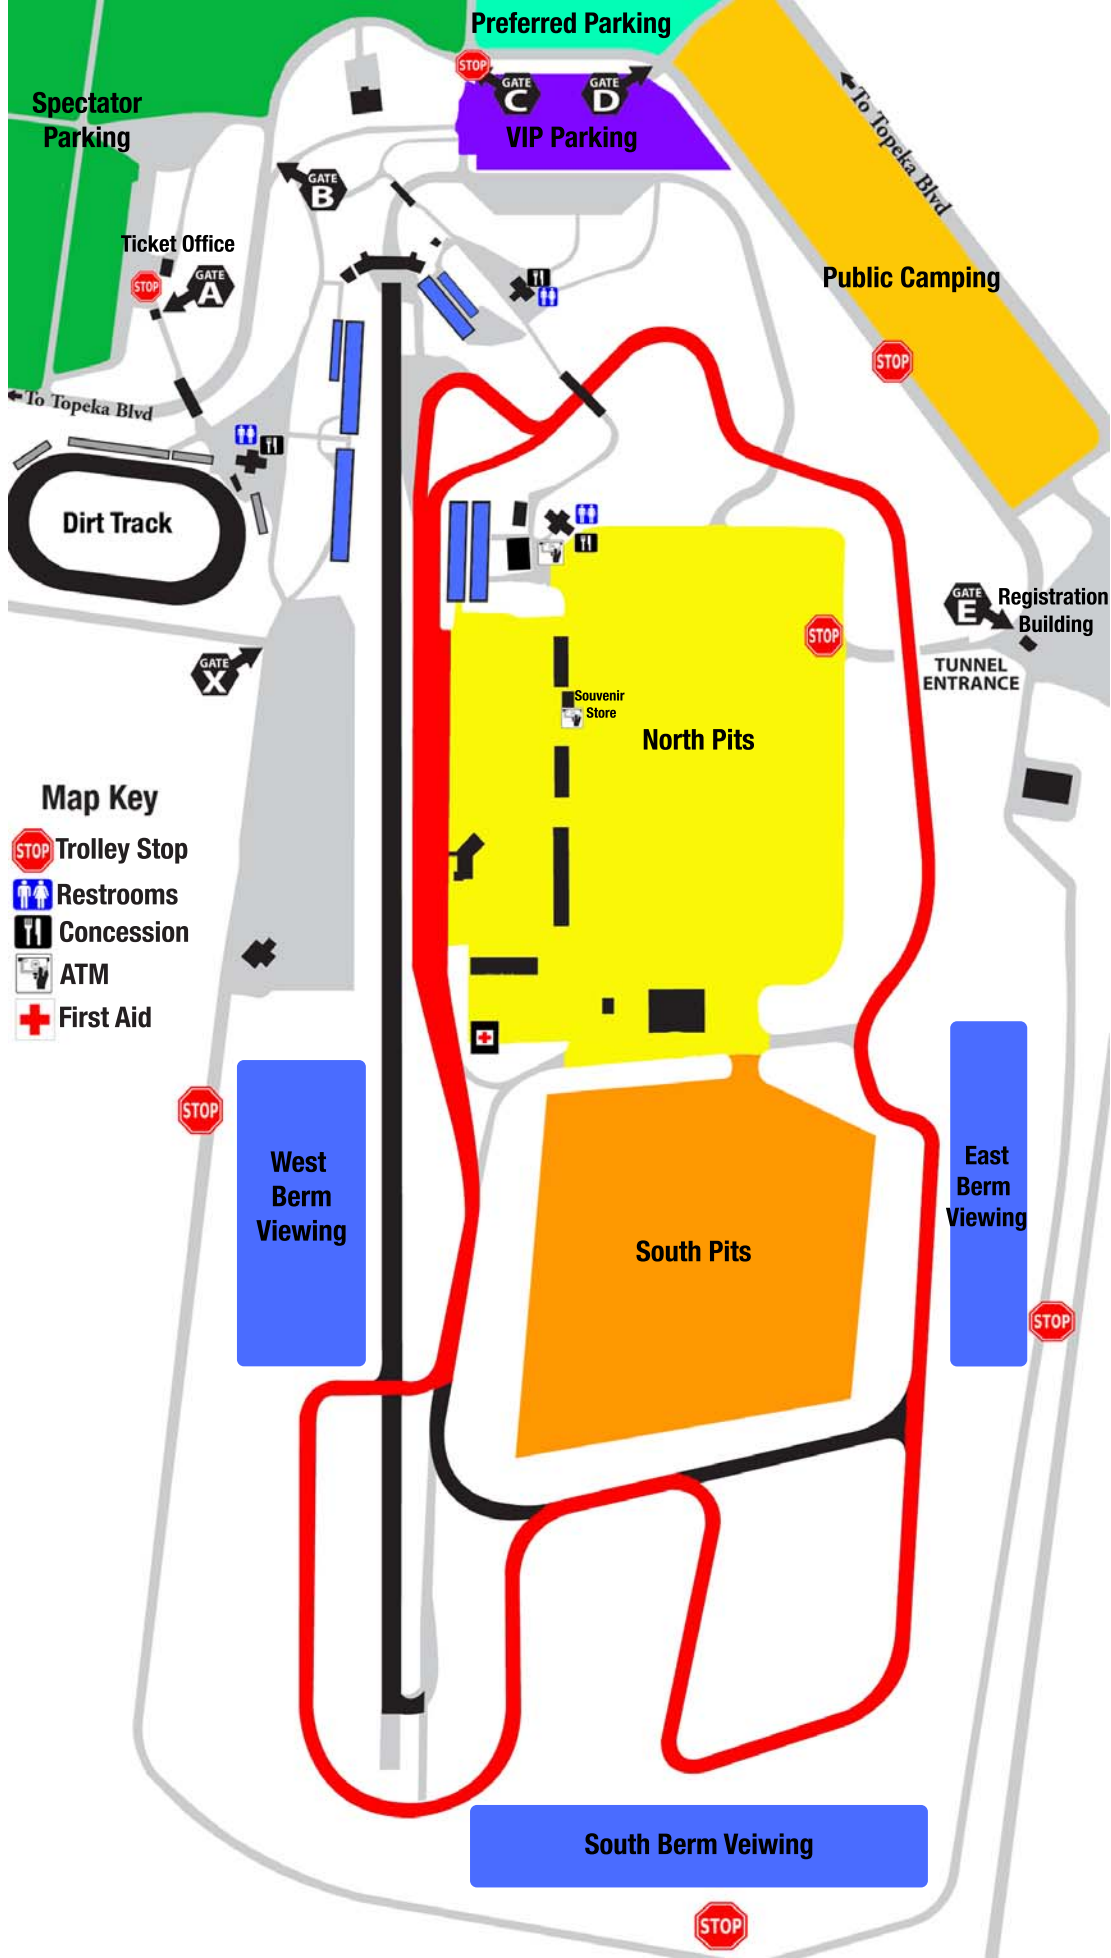 Preferred Parking
STOP
GATE
C
GATE
D
VIP Parking
Spectator
Parking
To Topeka Blvd
GATE
B
Ticket Office
STOP
GATE
A
Public Camping
STOP
To Topeka Blvd
Dirt Track
GATE
E
Registration
Building
STOP
TUNNEL
ENTRANCE
GATE
X
Souvenir
Store
North Pits
Map Key
STOP Trolley Stop
Restrooms
Concession
ATM
First Aid
STOP
West
Berm
Viewing
East
Berm
Viewing
South Pits
STOP
South Berm Veiwing
STOP